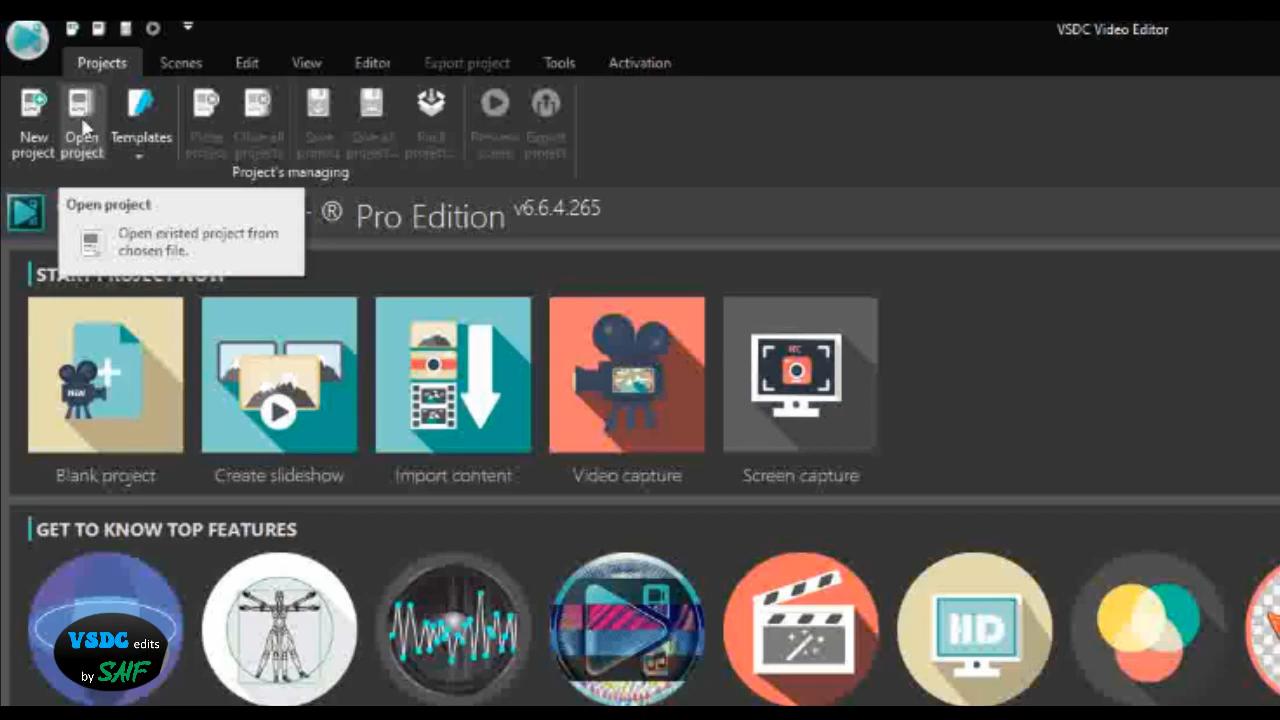 VSDC Video Editor
Projects Scenes Edit View Editor Export project Tools Activation
New project
Open project
Templates
Project's managing
Open project
Open existed project from
chosen file.
® Pro Edition v6.6.4.265
Blank project
Create slideshow
Import content
Video capture
Screen capture
NEW
REC
GET TO KNOW TOP FEATURES
HD
VSDC edits
by SAIF